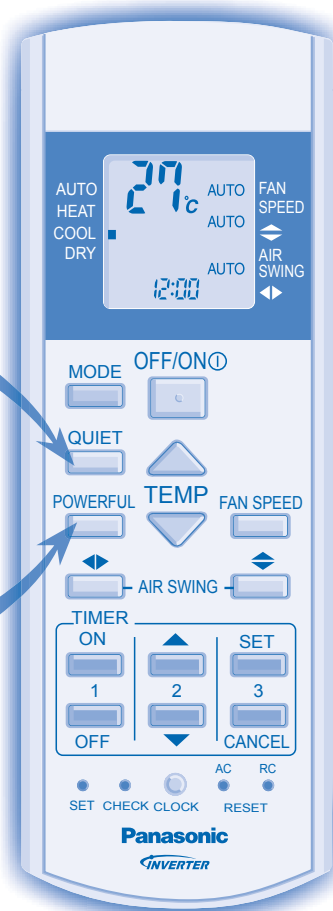 27°C
AUTO AUTO FAN
HEAT AUTO SPEED
COOL
DRY AUTO AIR
SWING
12:00
MODE OFF/ON
QUIET
POWERFUL TEMP FAN SPEED
AIR SWING
TIMER
ON SET
1 2 3
OFF CANCEL
AC RC
SET CHECK CLOCK RESET
Panasonic
INVERTER